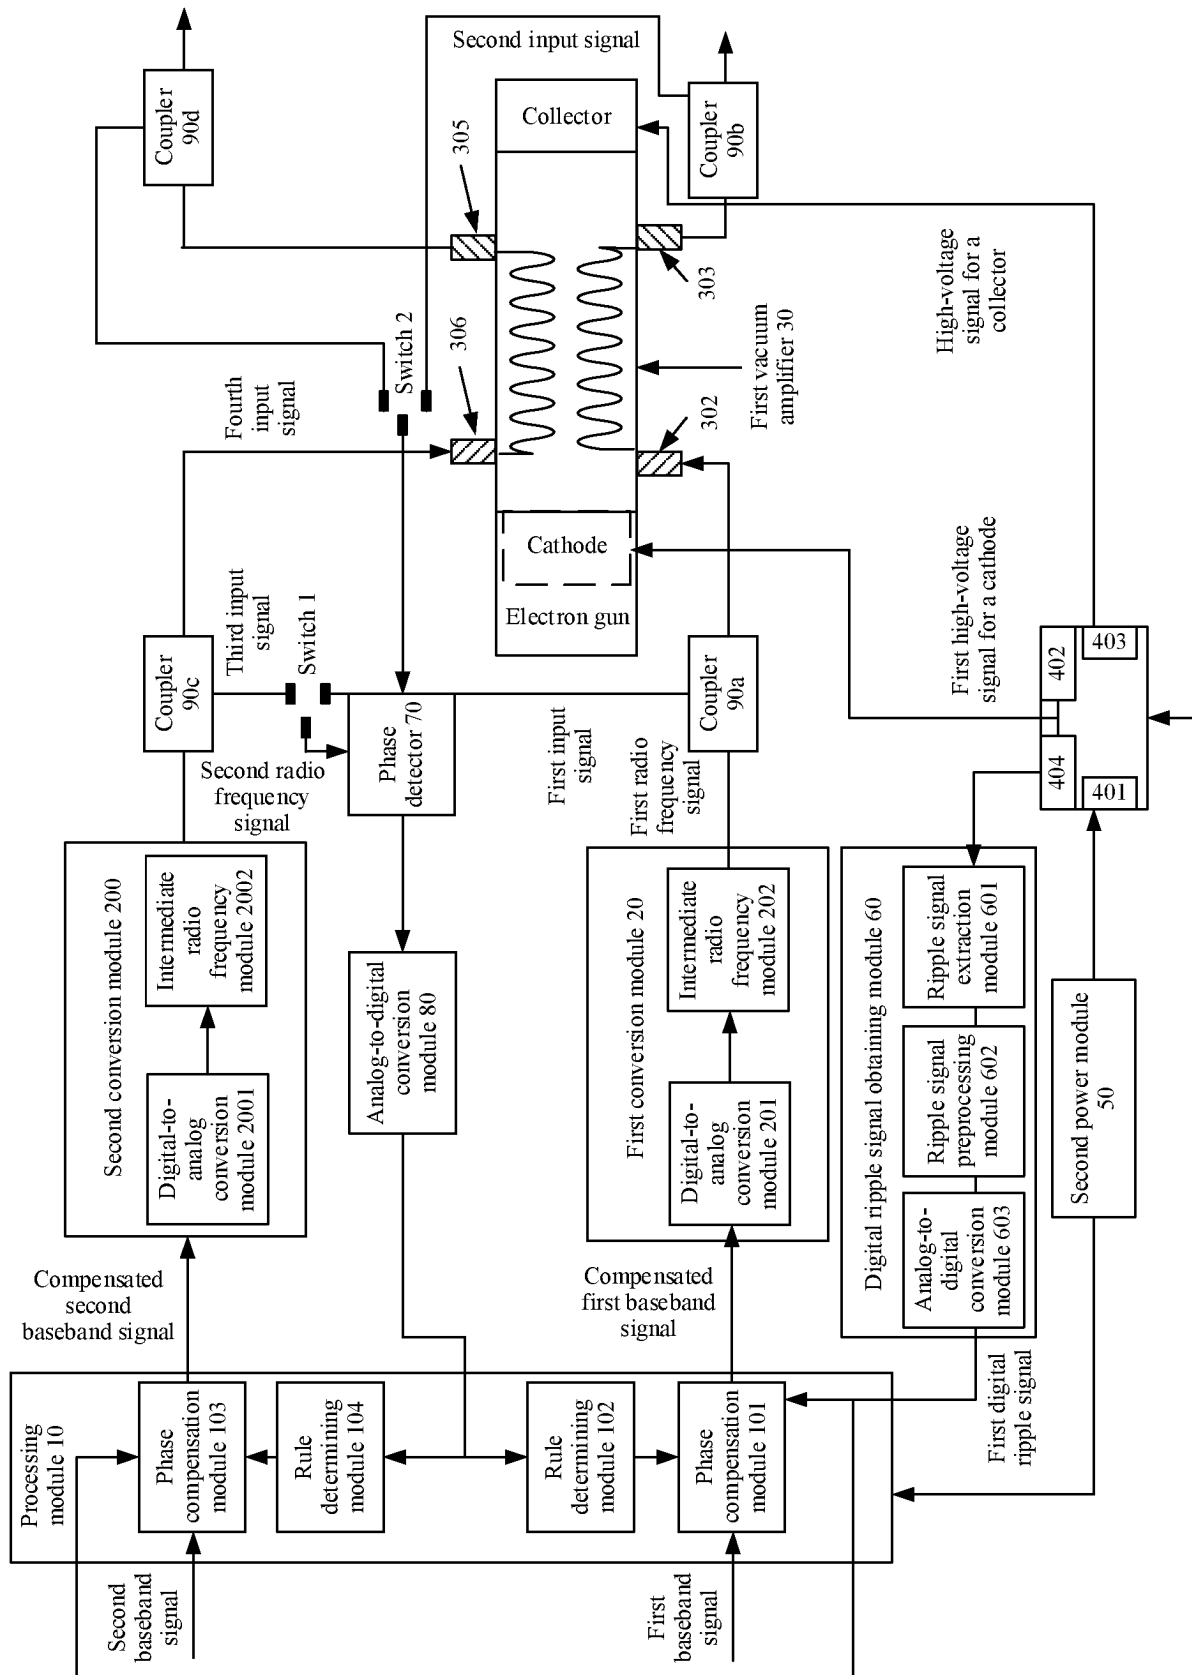 Second input signal
Coupler
90d
Collector
Coupler
90b
305
303
306
Switch 2
302
First vacuum
amplifier 30
High-voltage
signal for a
collector
Fourth
input
signal
Cathode
Electron gun
Third input
signal
Switch 1
Coupler
90c
Phase
detector 70
Coupler
90a
First high-voltage
signal for a cathode
402
403
404
401
Second radio
frequency
signal
First input
signal
First radio
frequency
signal
Second conversion module 200
Intermediate
radio
frequency
module 2002
Digital-to-
analog
conversion
module 2001
Analog-to-digital
conversion
module 80
First conversion module 20
Intermediate
radio
frequency
module 202
Digital-to-
analog
conversion
module 201
Digital ripple signal obtaining module 60
Ripple signal
extraction
module 601
Ripple signal
preprocessing
module 602
Analog-to-
digital
conversion
module 603
Second power module
50
Compensated
second
baseband signal
Compensated
first baseband
signal
First digital
ripple signal
Processing
module 10
Phase
compensation
module 103
Rule
determining
module 104
Rule
determining
module 102
Phase
compensation
module 101
Second
baseband
signal
First
baseband
signal